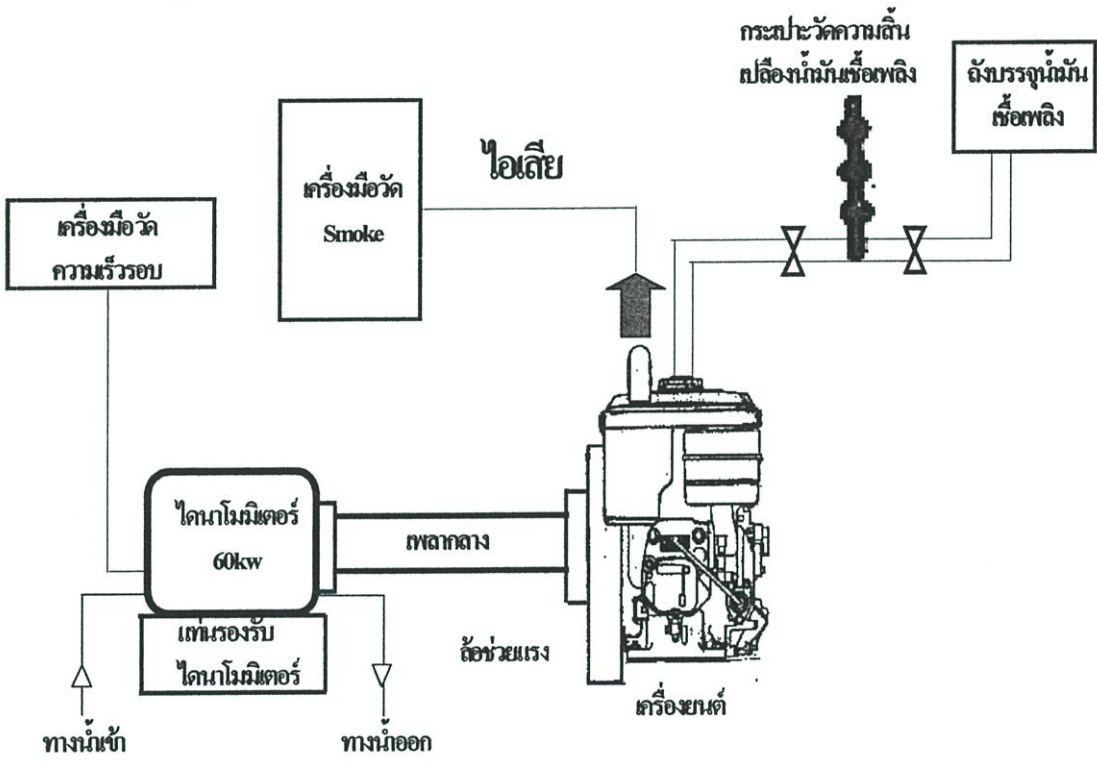 กระเปาะวัดความสิ้น
เปลืองน้ำมันเชื้อเพลิง
ถังบรรจุน้ำมัน
เชื้อเพลิง
ไอเสีย
เครื่องมือวัด
Smoke
เครื่องมือวัด
ความเร็วรอบ
ไดนาโมมิเตอร์
60kw
เพลากลาง
แท่นรองรับ
ไดนาโมมิเตอร์
ล้อช่วยแรง
เครื่องยนต์
ทางน้ำเข้า
ทางน้ำออก